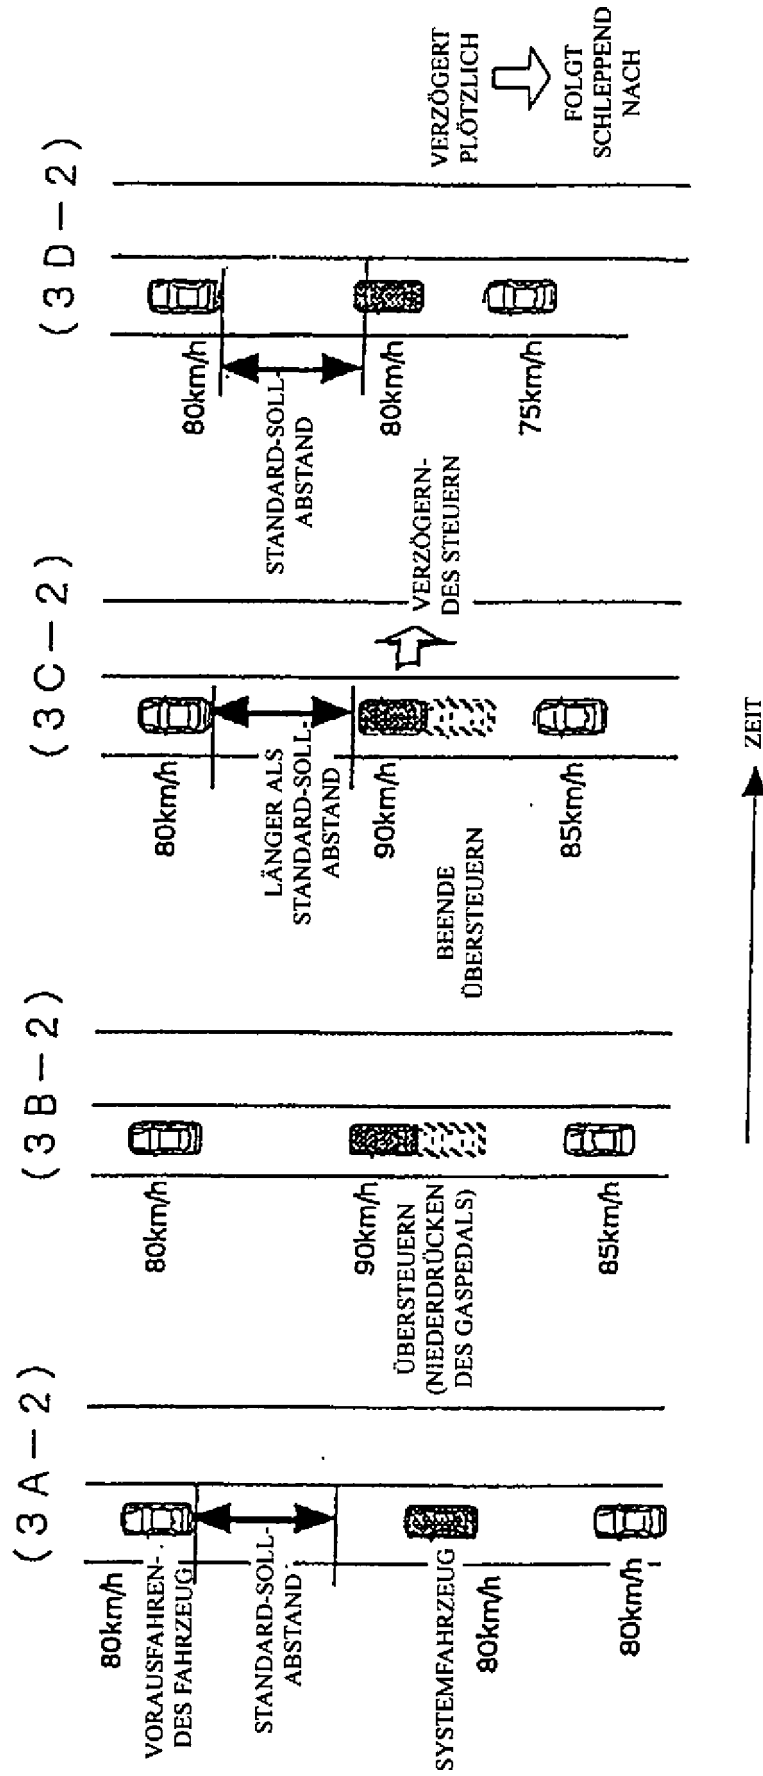 (3A-2)
80km/h
VORAUSFAHREN-
DES FAHRZEUG
STANDARD-SOLL-
ABSTAND
SYSTEMFAHRZEUG
80km/h
80km/h
(3B-2)
80km/h
90km/h
ÜBERSTEUERN
(NIEDERDRÜCKEN
DES GASPEDALS)
85km/h
(3C-2)
80km/h
LÄNGER ALS
STANDARD-SOLL-
ABSTAND
90km/h
BEENDE
ÜBERSTEUERN
VERZÖGERN-
DES STEUERN
85km/h
(3D-2)
80km/h
STANDARD-SOLL-
ABSTAND
80km/h
75km/h
VERZÖGERT
PLÖTZLICH
FOLGT
SCHLEPPEND
NACH
ZEIT